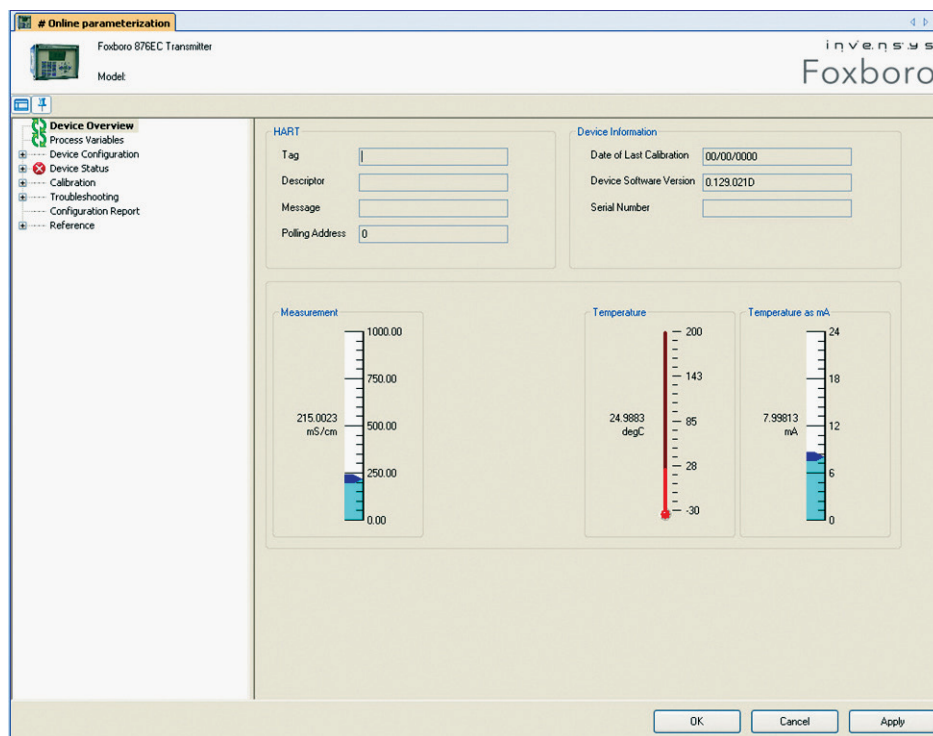 # Online parameterization
Foxboro 876EC Transmitter
Model:
invensys
Foxboro
Device Overview
Process Variables
Device Configuration
Device Status
Calibration
Troubleshooting
Configuration Report
Reference
HART
Tag
Descriptor
Message
Polling Address 0
Device Information
Date of Last Calibration 00/00/0000
Device Software Version 0.129.021D
Serial Number
Measurement
1000.00
750.00
500.00
250.00
0.00
215.0023
mS/cm
Temperature
200
143
85
28
-30
24.9883
degC
Temperature as mA
24
18
12
6
0
7.99813
mA
OK Cancel Apply